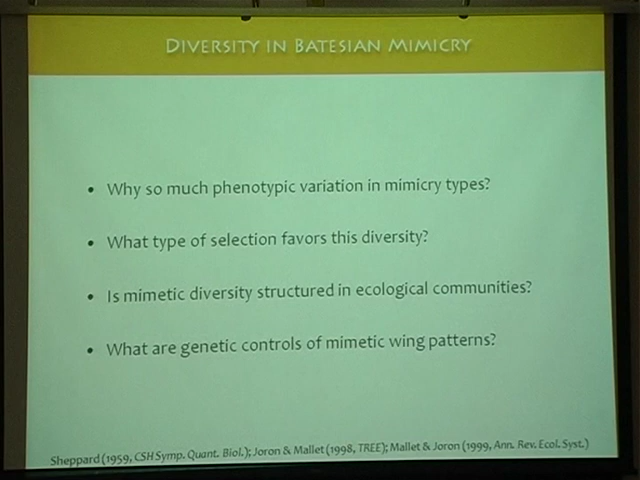 DIVERSITY IN BATESIAN MIMICRY
• Why so much phenotypic variation in mimicry types?
• What type of selection favors this diversity?
• Is mimetic diversity structured in ecological communities?
• What are genetic controls of mimetic wing patterns?
Sheppard (1959, CSH Symp. Quant. Biol.); Joron & Mallet (1998, TREE); Mallet & Joron (1999, Ann. Rev. Ecol. Syst.)